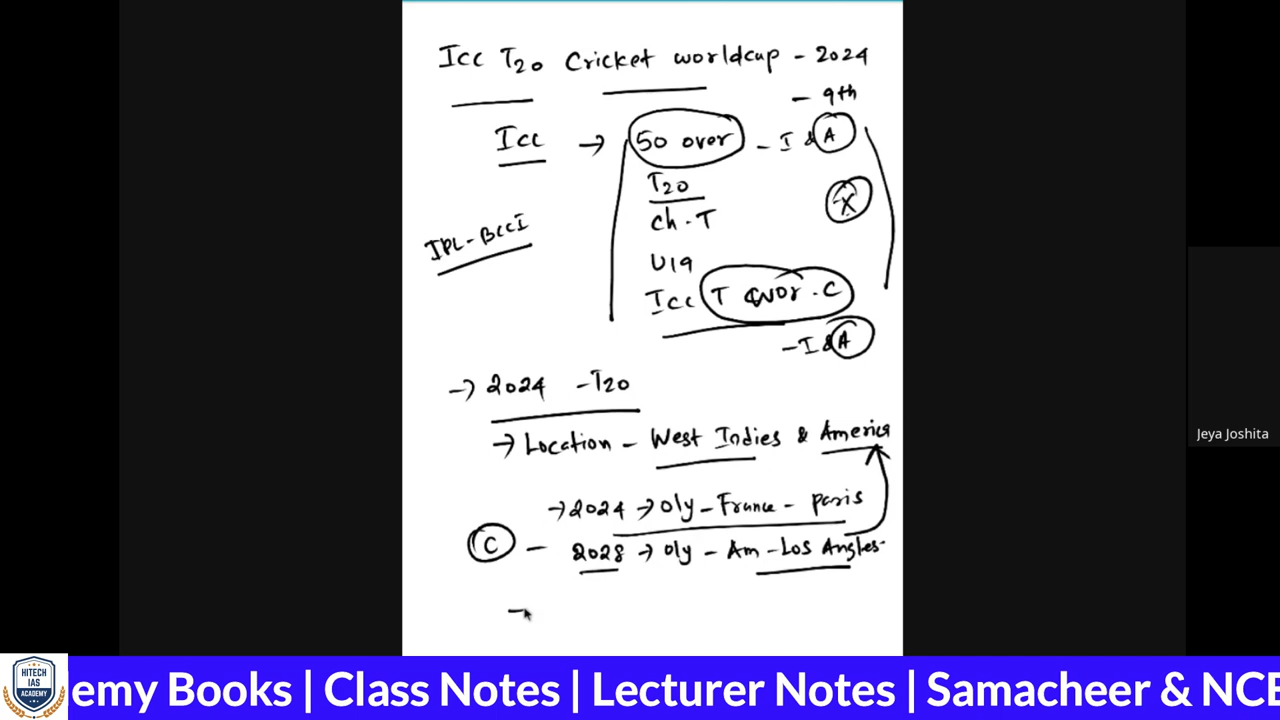 Icc T20 Cricket worldcup - 2024
- 9th
Icc → 50 over - I & A
T20
X
ch - T
IPL - BCCI
U19
Icc T wor . C
- I & A
→ 2024 - T20
→ Location - West Indies & America
→ 2024 → Oly - France - paris
C - 2028 → Oly - Am - Los Angles
Jeya Joshita
HITECH
IAS
ACADEMY
emy Books | Class Notes | Lecturer Notes | Samacheer & NCE